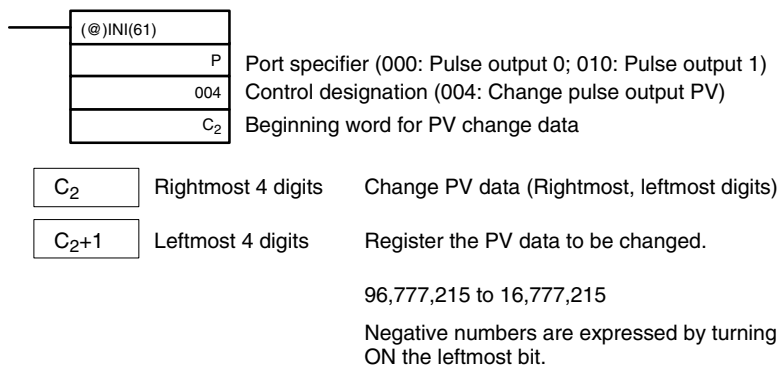 (@)INI(61)
P Port specifier (000: Pulse output 0; 010: Pulse output 1)
004 Control designation (004: Change pulse output PV)
C2 Beginning word for PV change data
C2 Rightmost 4 digits Change PV data (Rightmost, leftmost digits)
C2+1 Leftmost 4 digits Register the PV data to be changed.
96,777,215 to 16,777,215
Negative numbers are expressed by turning
ON the leftmost bit.